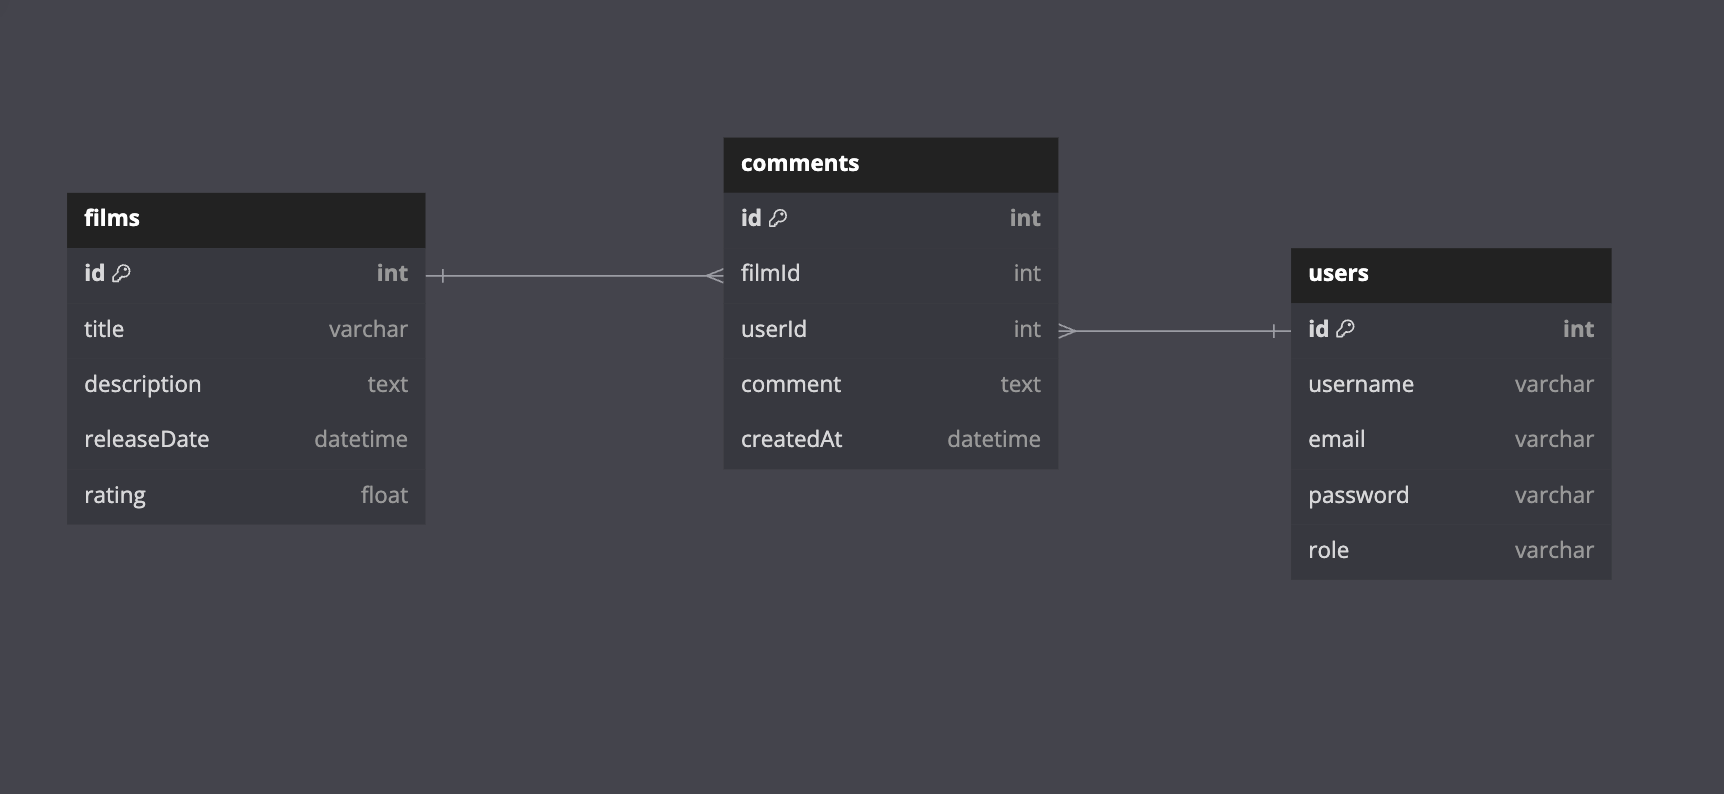 films
id int
title varchar
description text
releaseDate datetime
rating float
comments
id int
filmId int
userId int
comment text
createdAt datetime
users
id int
username varchar
email varchar
password varchar
role varchar